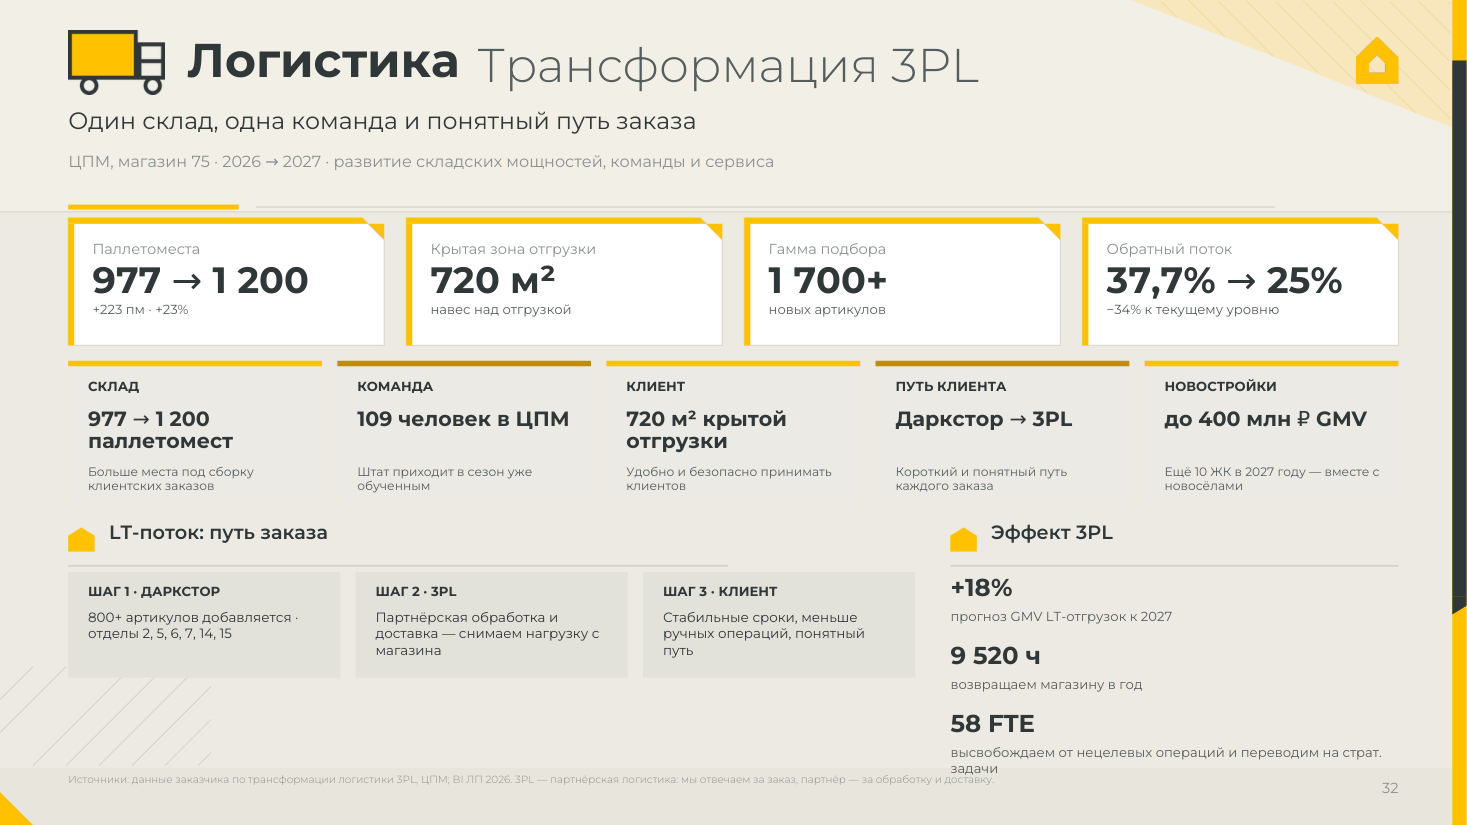 Логистика Трансформация 3PL
Один склад, одна команда и понятный путь заказа
ЦПМ, магазин 75 · 2026 → 2027 · развитие складских мощностей, команды и сервиса
Паллетоместа
977 → 1 200
+223 пм · +23%
Крытая зона отгрузки
720 м²
навес над отгрузкой
Гамма подбора
1 700+
новых артикулов
Обратный поток
37,7% → 25%
−34% к текущему уровню
СКЛАД
977 → 1 200
паллетомест
Больше места под сборку
клиентских заказов
КОМАНДА
109 человек в ЦПМ
Штат приходит в сезон уже
обученным
КЛИЕНТ
720 м² крытой
отгрузки
Удобно и безопасно принимать
клиентов
ПУТЬ КЛИЕНТА
Даркстор → 3PL
Короткий и понятный путь
каждого заказа
НОВОСТРОЙКИ
до 400 млн ₽ GMV
Ещё 10 ЖК в 2027 году — вместе с
новосёлами
LT-поток: путь заказа
ШАГ 1 · ДАРКСТОР
800+ артикулов добавляется ·
отделы 2, 5, 6, 7, 14, 15
ШАГ 2 · 3PL
Партнёрская обработка и
доставка — снимаем нагрузку с
магазина
ШАГ 3 · КЛИЕНТ
Стабильные сроки, меньше
ручных операций, понятный
путь
Эффект 3PL
+18%
прогноз GMV LT-отгрузок к 2027
9 520 ч
возвращаем магазину в год
58 FTE
высвобождаем от нецелевых операций и переводим на страт.
задачи
Источники: данные заказчика по трансформации логистики 3PL, ЦПМ; BI ЛП 2026. 3PL — партнёрская логистика: мы отвечаем за заказ, партнёр — за обработку и доставку.
32